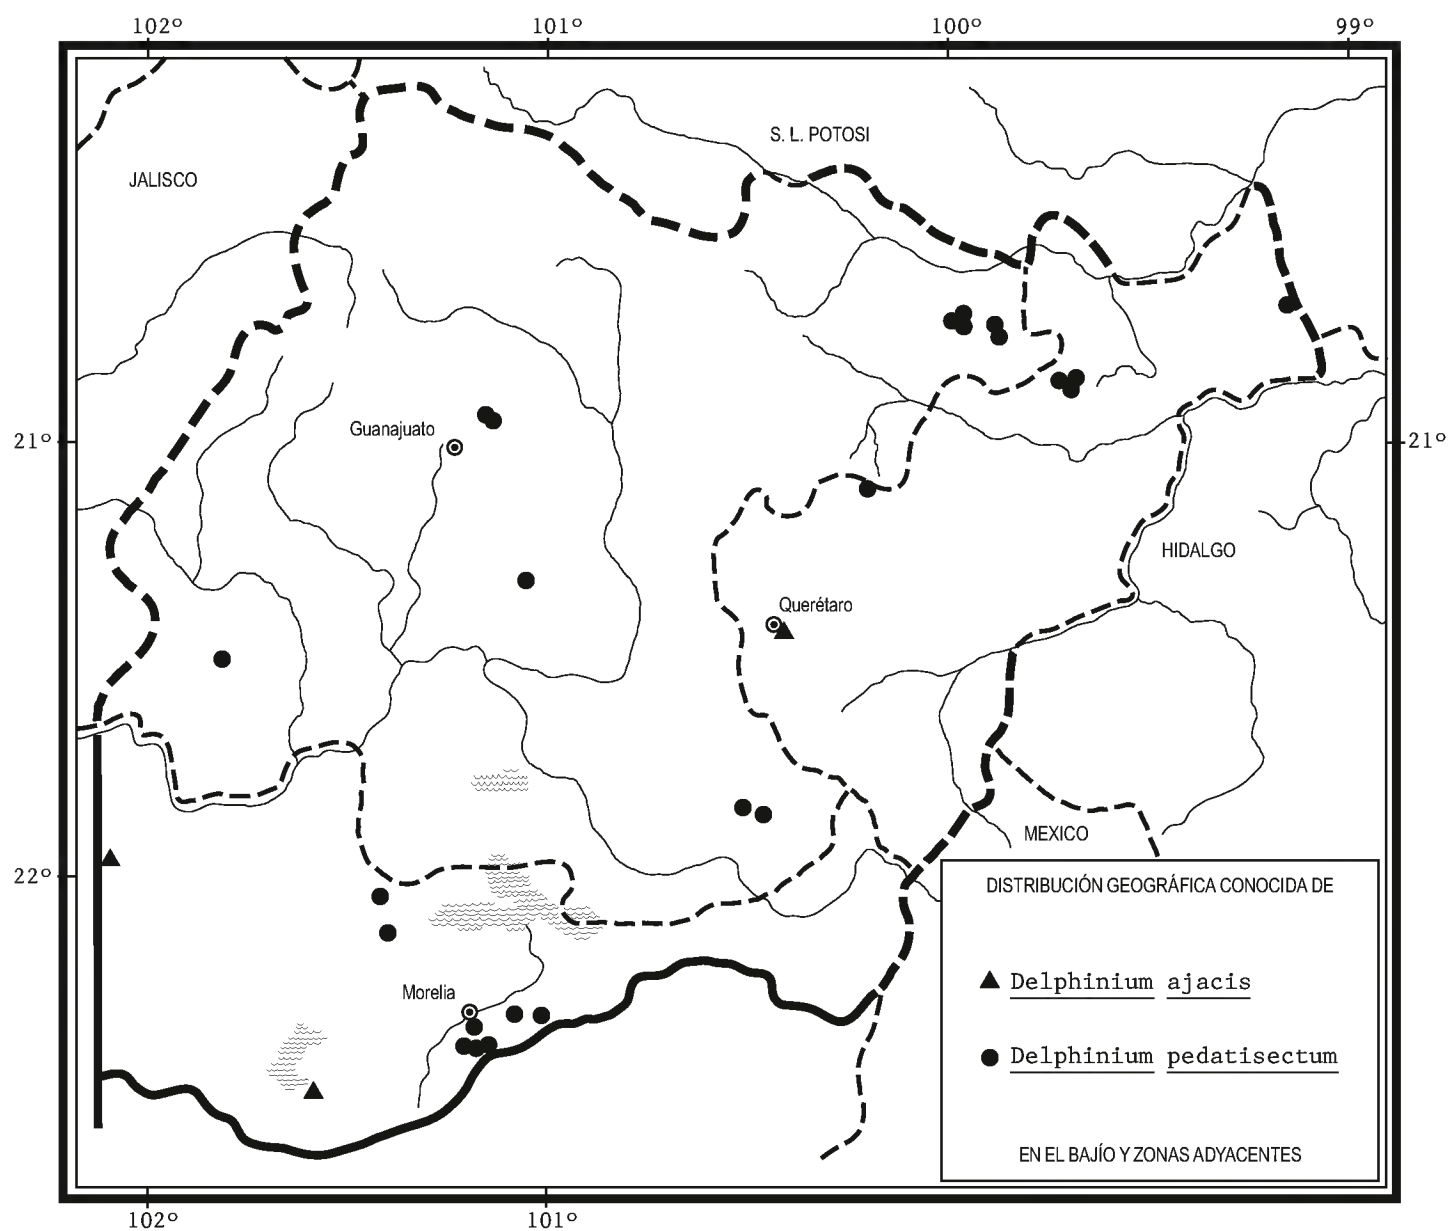 102º 101º 100º 99º
S. L. POTOSI
JALISCO
Guanajuato
21º 21º
HIDALGO
Querétaro
MEXICO
22º
DISTRIBUCIÓN GEOGRÁFICA CONOCIDA DE
Delphinium ajacis
Morelia
Delphinium pedatisectum
EN EL BAJÍO Y ZONAS ADYACENTES
102º 101º